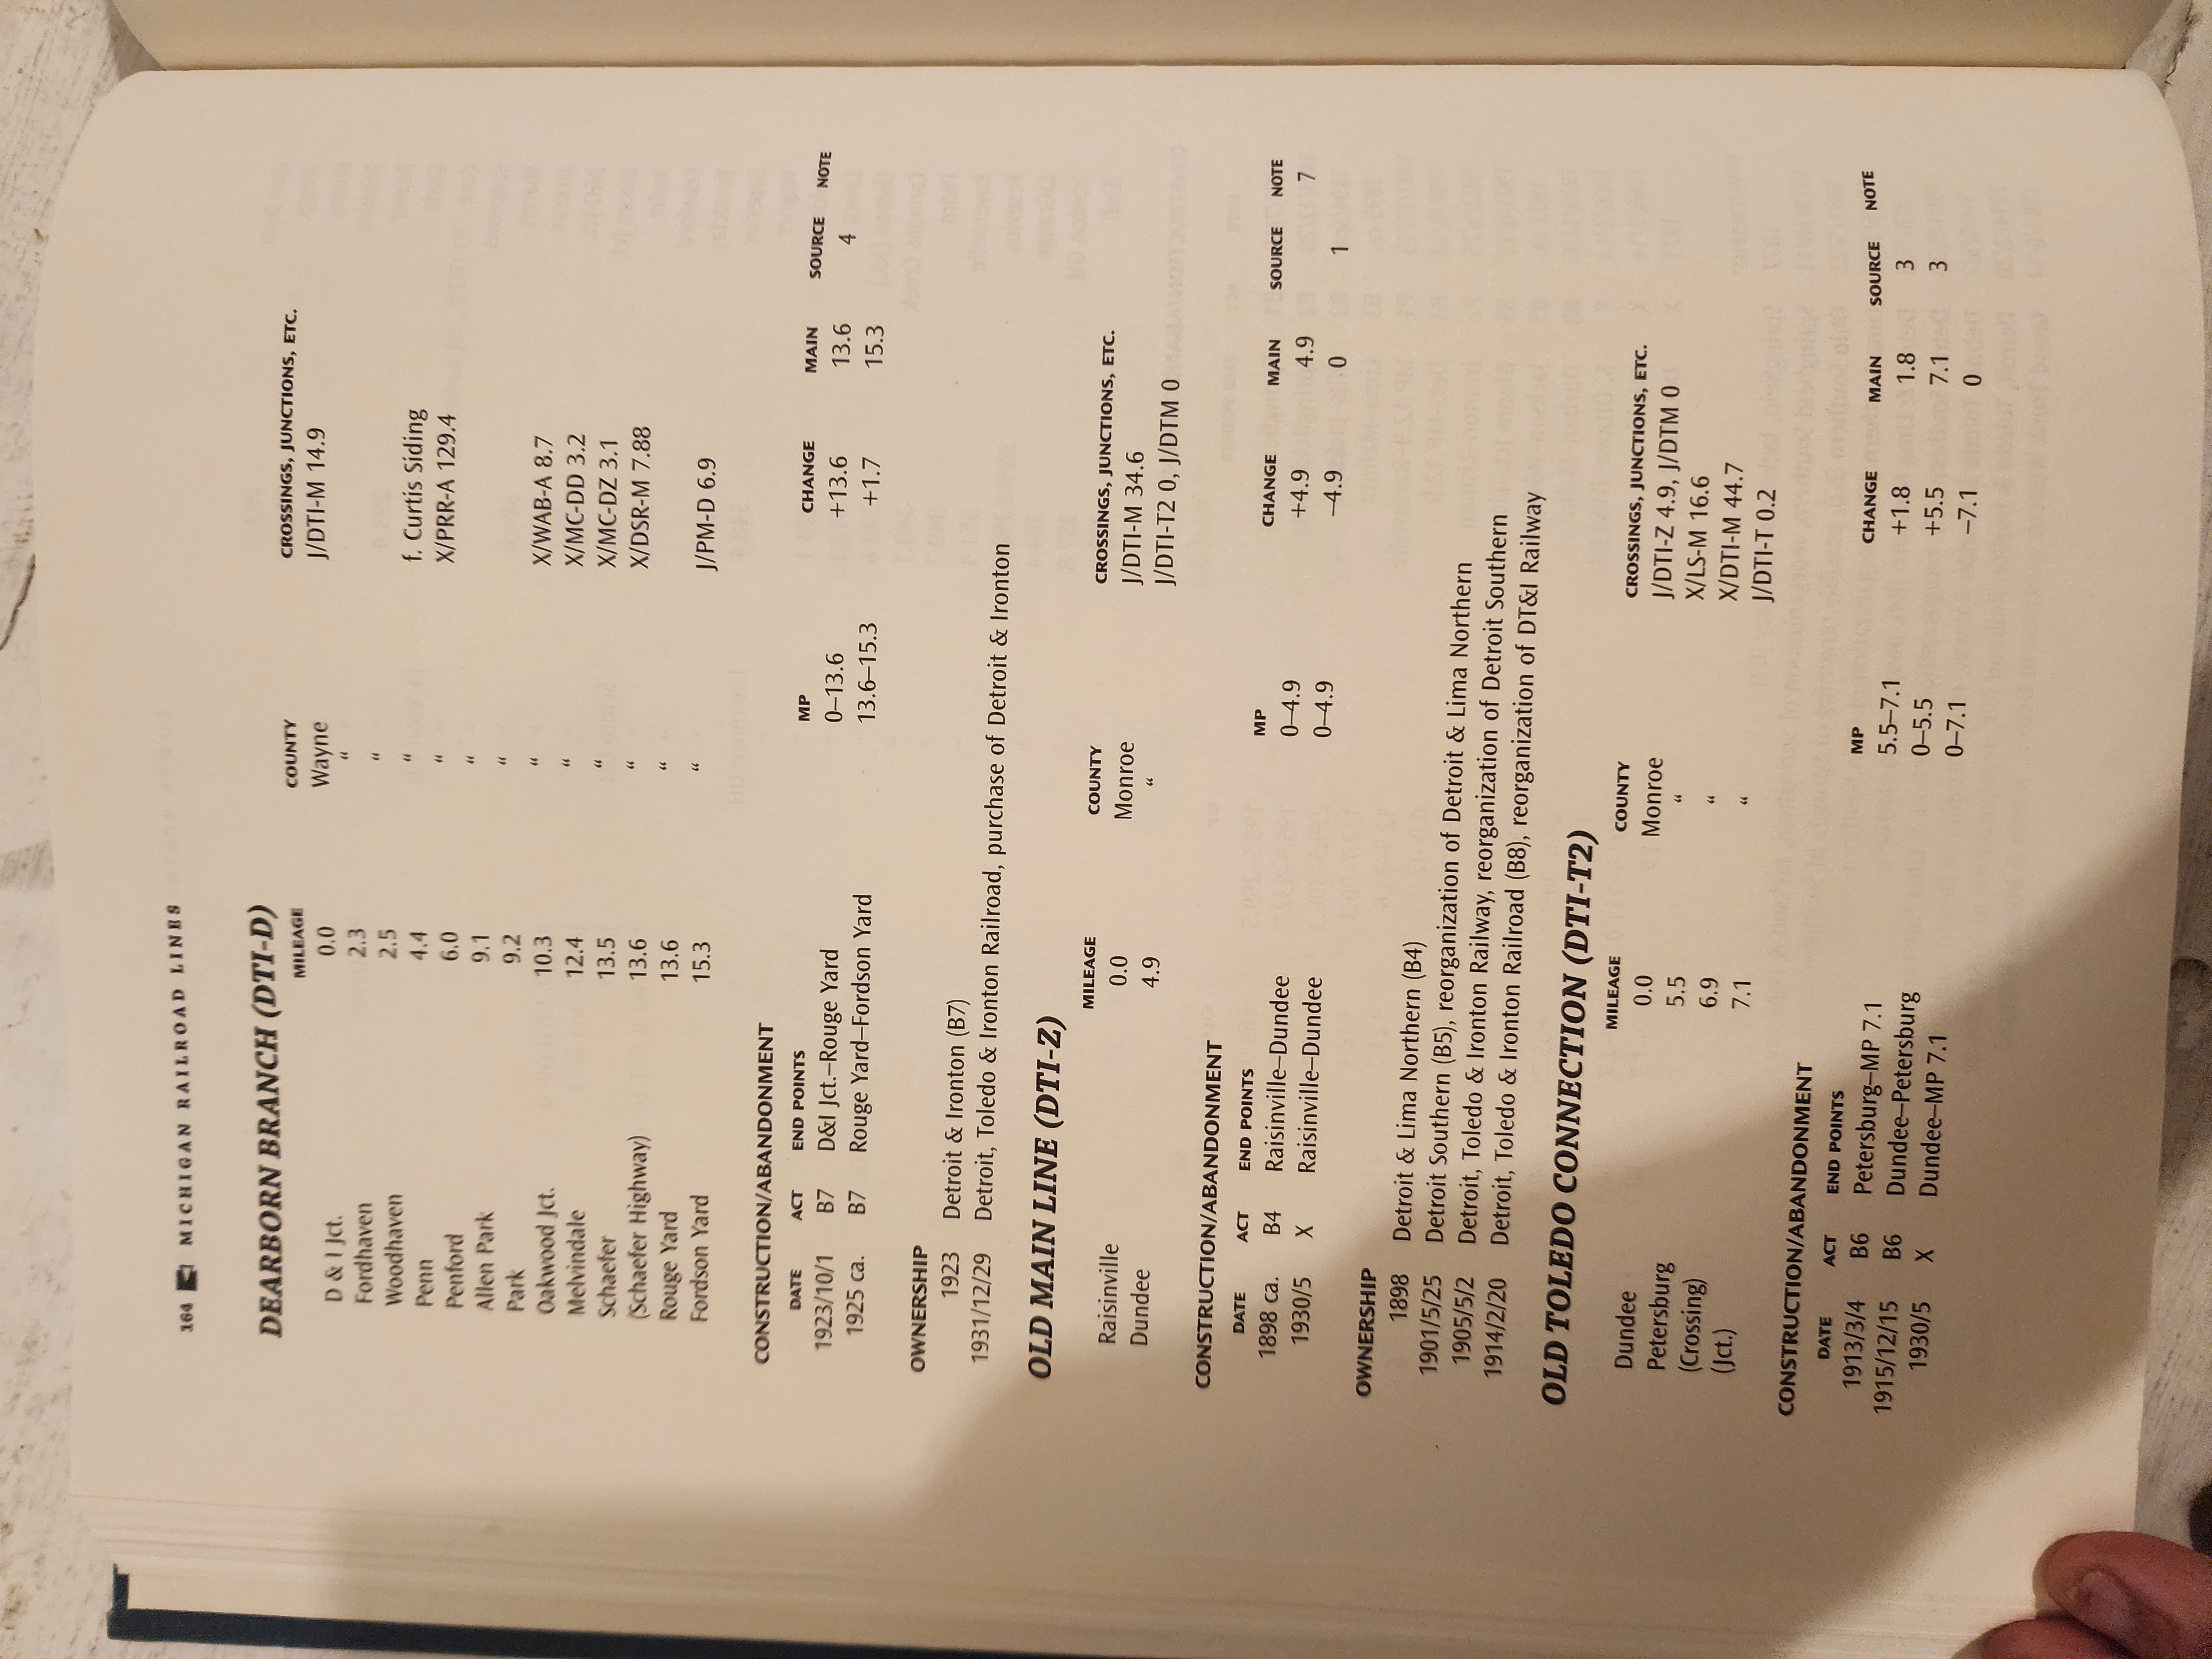 164 MICHIGAN RAILROAD LINES
DEARBORN BRANCH (DTI-D)
MILEAGE COUNTY CROSSINGS, JUNCTIONS, ETC.
D & I Jct. 0.0 Wayne J/DTI-M 14.9
Fordhaven 2.3 "
Woodhaven 2.5 "
Penn 4.4 " f. Curtis Siding
Penford 6.0 " X/PRR-A 129.4
Allen Park 9.1 "
Park 9.2 "
Oakwood Jct. 10.3 " X/WAB-A 8.7
Melvindale 12.4 " X/MC-DD 3.2
Schaefer 13.5 " X/MC-DZ 3.1
(Schaefer Highway) 13.6 " X/DSR-M 7.88
Rouge Yard 13.6 "
Fordson Yard 15.3 " J/PM-D 6.9
CONSTRUCTION/ABANDONMENT
DATE ACT END POINTS MP CHANGE MAIN SOURCE NOTE
1923/10/1 B7 D&I Jct.–Rouge Yard 0–13.6 +13.6 13.6 4
1925 ca. B7 Rouge Yard–Fordson Yard 13.6–15.3 +1.7 15.3
OWNERSHIP
1923 Detroit & Ironton (B7)
1931/12/29 Detroit, Toledo & Ironton Railroad, purchase of Detroit & Ironton
OLD MAIN LINE (DTI-Z)
MILEAGE COUNTY CROSSINGS, JUNCTIONS, ETC.
Raisinville 0.0 Monroe J/DTI-M 34.6
Dundee 4.9 " J/DTI-T2 0, J/DTM 0
CONSTRUCTION/ABANDONMENT
DATE ACT END POINTS MP CHANGE MAIN SOURCE NOTE
1898 ca. B4 Raisinville–Dundee 0–4.9 +4.9 4.9 7
1930/5 X Raisinville–Dundee 0–4.9 –4.9 0 1
OWNERSHIP
1898 Detroit & Lima Northern (B4)
1901/5/25 Detroit Southern (B5), reorganization of Detroit & Lima Northern
1905/5/2 Detroit, Toledo & Ironton Railway, reorganization of Detroit Southern
1914/2/20 Detroit, Toledo & Ironton Railroad (B8), reorganization of DT&I Railway
OLD TOLEDO CONNECTION (DTI-T2)
MILEAGE COUNTY CROSSINGS, JUNCTIONS, ETC.
Dundee 0.0 Monroe J/DTI-Z 4.9, J/DTM 0
Petersburg 5.5 " X/LS-M 16.6
(Crossing) 6.9 " X/DTI-M 44.7
(Jct.) 7.1 " J/DTI-T 0.2
CONSTRUCTION/ABANDONMENT
DATE ACT END POINTS MP CHANGE MAIN SOURCE NOTE
1913/3/4 B6 Petersburg–MP 7.1 5.5–7.1 +1.8 1.8 3
1915/12/15 B6 Dundee–Petersburg 0–5.5 +5.5 7.1 3
1930/5 X Dundee–MP 7.1 0–7.1 –7.1 0